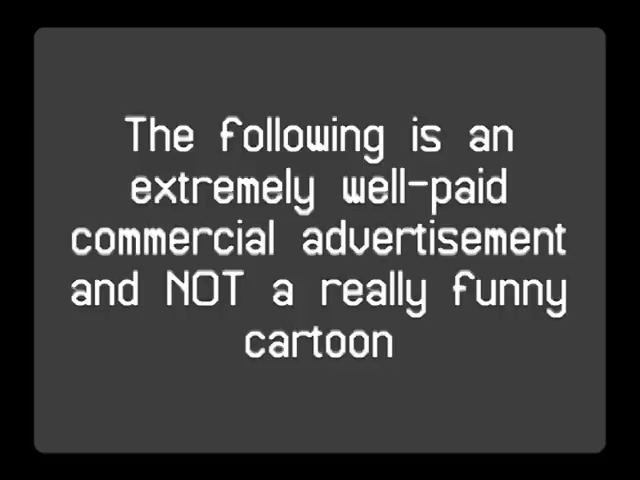 The following is an
extremely well-paid
commercial advertisement
and NOT a really funny
cartoon